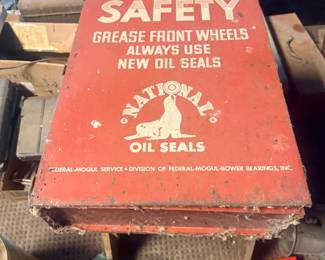 SAFETY
GREASE FRONT WHEELS
ALWAYS USE
NEW OIL SEALS
NATIONAL
OIL SEALS
FEDERAL-MOGUL SERVICE • DIVISION OF FEDERAL-MOGUL-BOWER BEARINGS, INC.